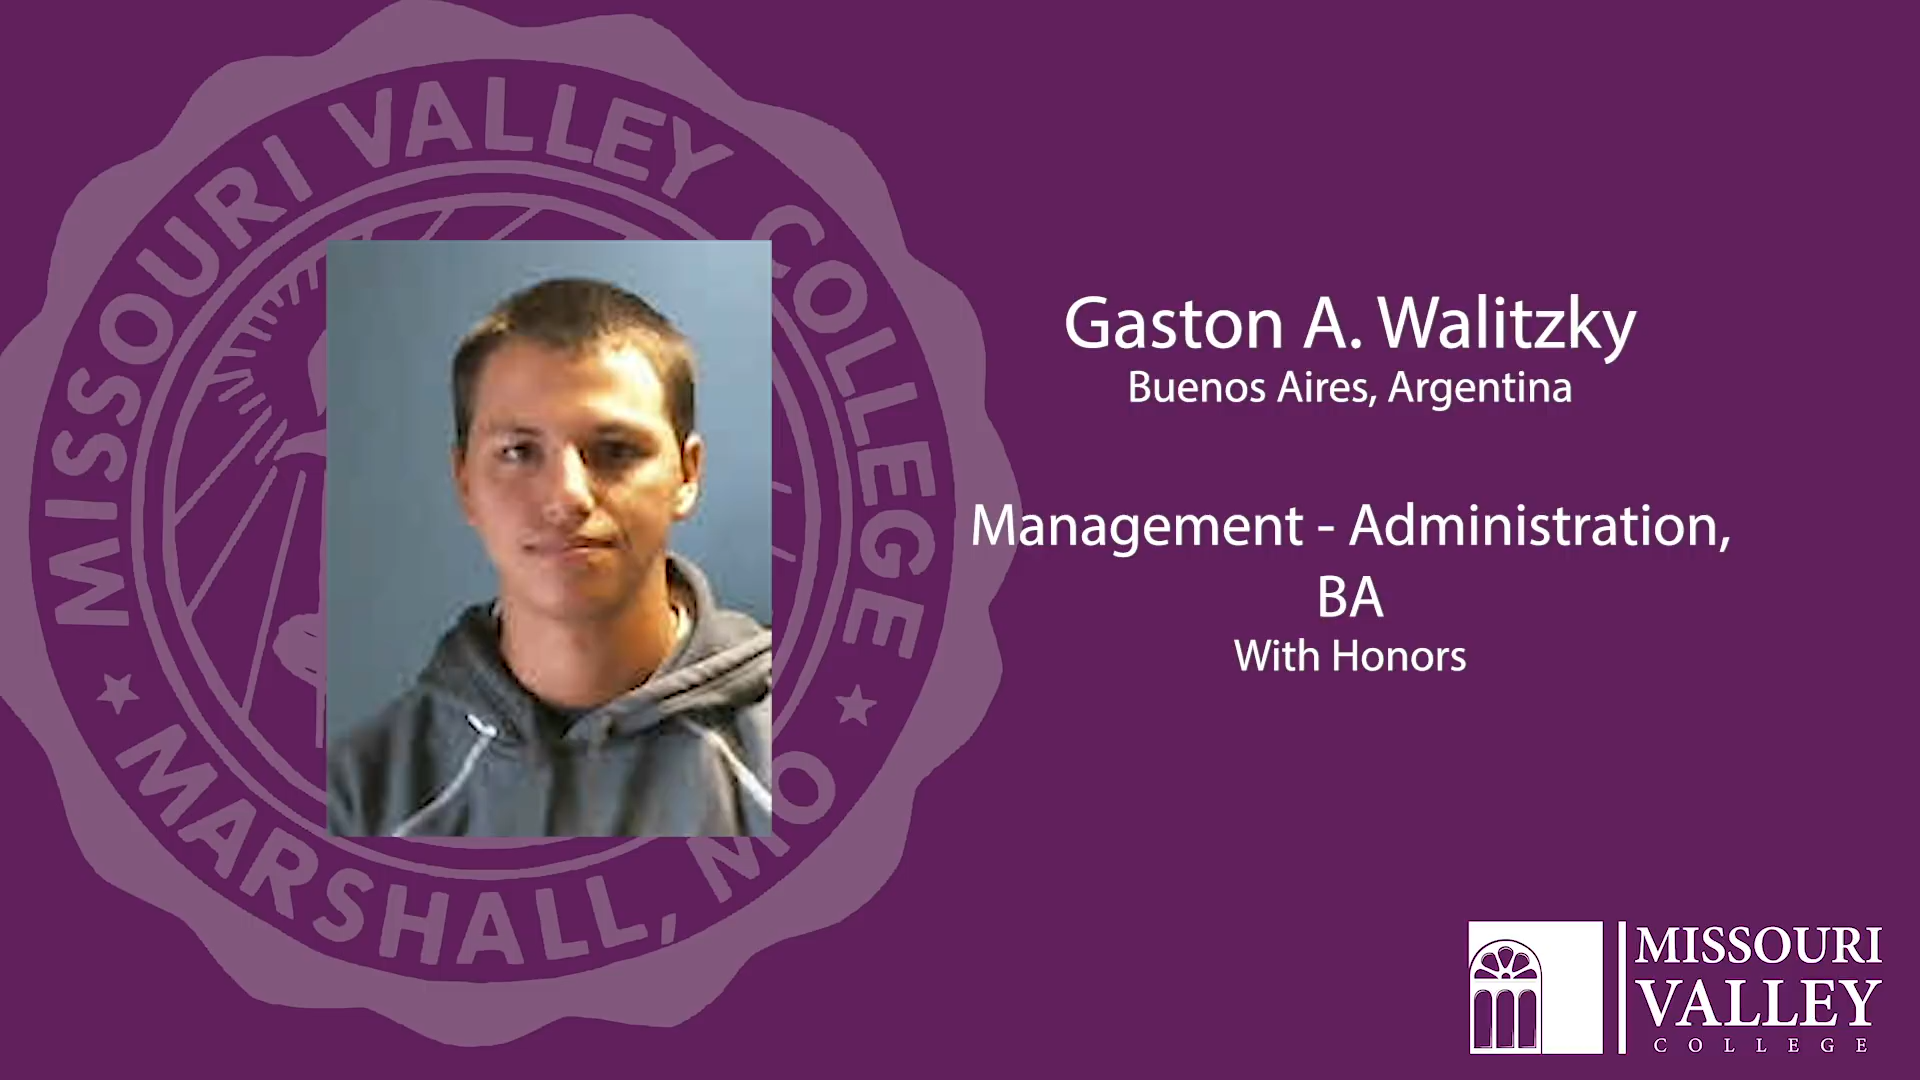 MISSOURI VALLEY COLLEGE
★ MARSHALL, MO ★
Gaston A. Walitzky
Buenos Aires, Argentina
Management - Administration,
BA
With Honors
MISSOURI
VALLEY
COLLEGE